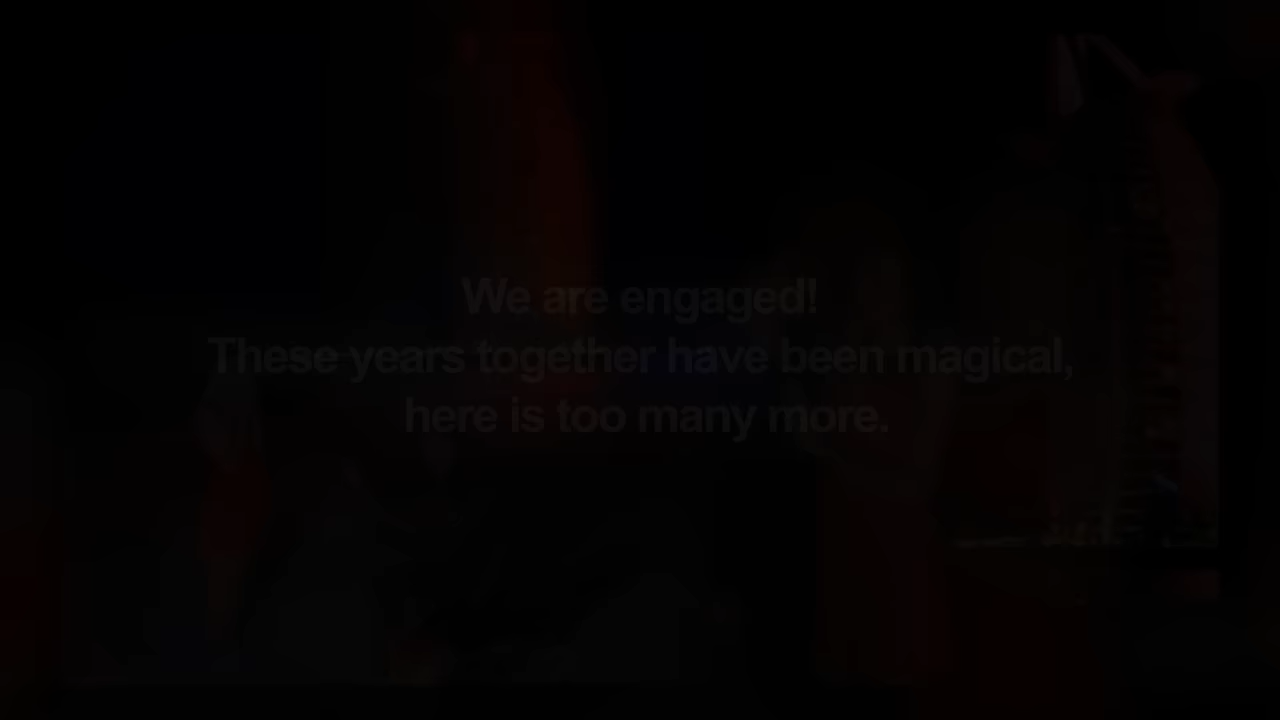 We are engaged!
These years together have been magical,
here is too many more.